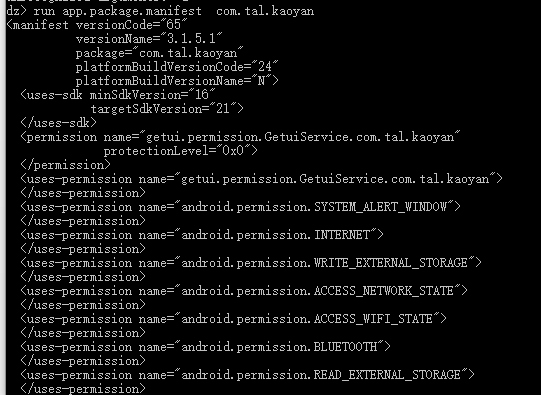 dz> run app.package.manifest  com.tal.kaoyan
<manifest versionCode="65"
          versionName="3.1.5.1"
          package="com.tal.kaoyan"
          platformBuildVersionCode="24"
          platformBuildVersionName="N">
  <uses-sdk minSdkVersion="16"
            targetSdkVersion="21">
  </uses-sdk>
  <permission name="getui.permission.GetuiService.com.tal.kaoyan"
              protectionLevel="0x0">
  </permission>
  <uses-permission name="getui.permission.GetuiService.com.tal.kaoyan">
  </uses-permission>
  <uses-permission name="android.permission.SYSTEM_ALERT_WINDOW">
  </uses-permission>
  <uses-permission name="android.permission.INTERNET">
  </uses-permission>
  <uses-permission name="android.permission.WRITE_EXTERNAL_STORAGE">
  </uses-permission>
  <uses-permission name="android.permission.ACCESS_NETWORK_STATE">
  </uses-permission>
  <uses-permission name="android.permission.ACCESS_WIFI_STATE">
  </uses-permission>
  <uses-permission name="android.permission.BLUETOOTH">
  </uses-permission>
  <uses-permission name="android.permission.READ_EXTERNAL_STORAGE">
  </uses-permission>